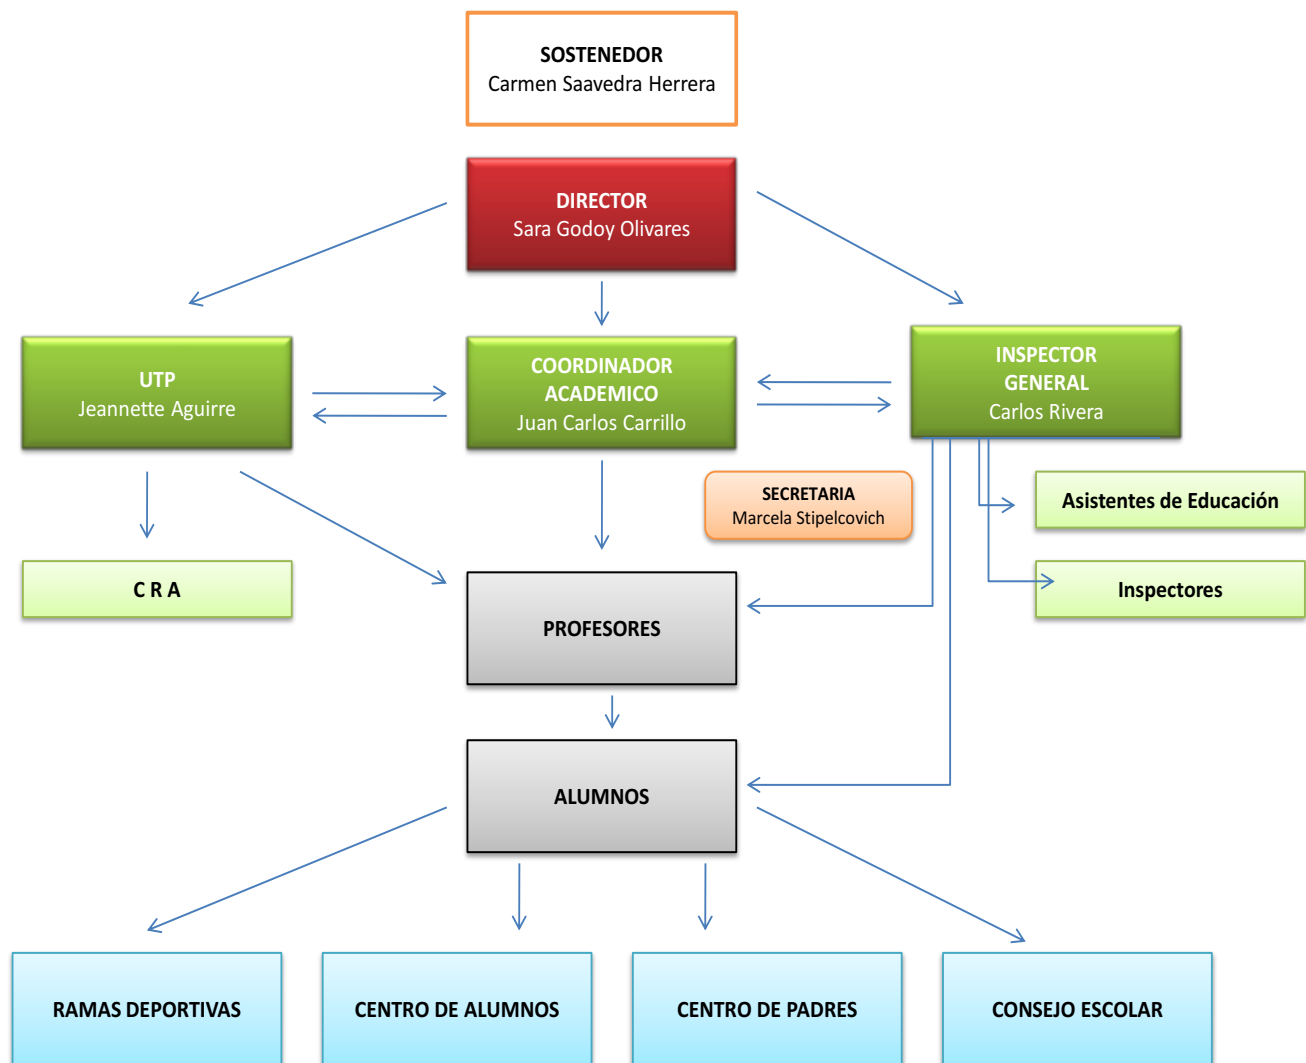 SOSTENEDOR
Carmen Saavedra Herrera
DIRECTOR
Sara Godoy Olivares
UTP
Jeannette Aguirre
COORDINADOR
ACADEMICO
Juan Carlos Carrillo
INSPECTOR
GENERAL
Carlos Rivera
SECRETARIA
Marcela Stipelcovich
Asistentes de Educación
C R A
Inspectores
PROFESORES
ALUMNOS
RAMAS DEPORTIVAS
CENTRO DE ALUMNOS
CENTRO DE PADRES
CONSEJO ESCOLAR